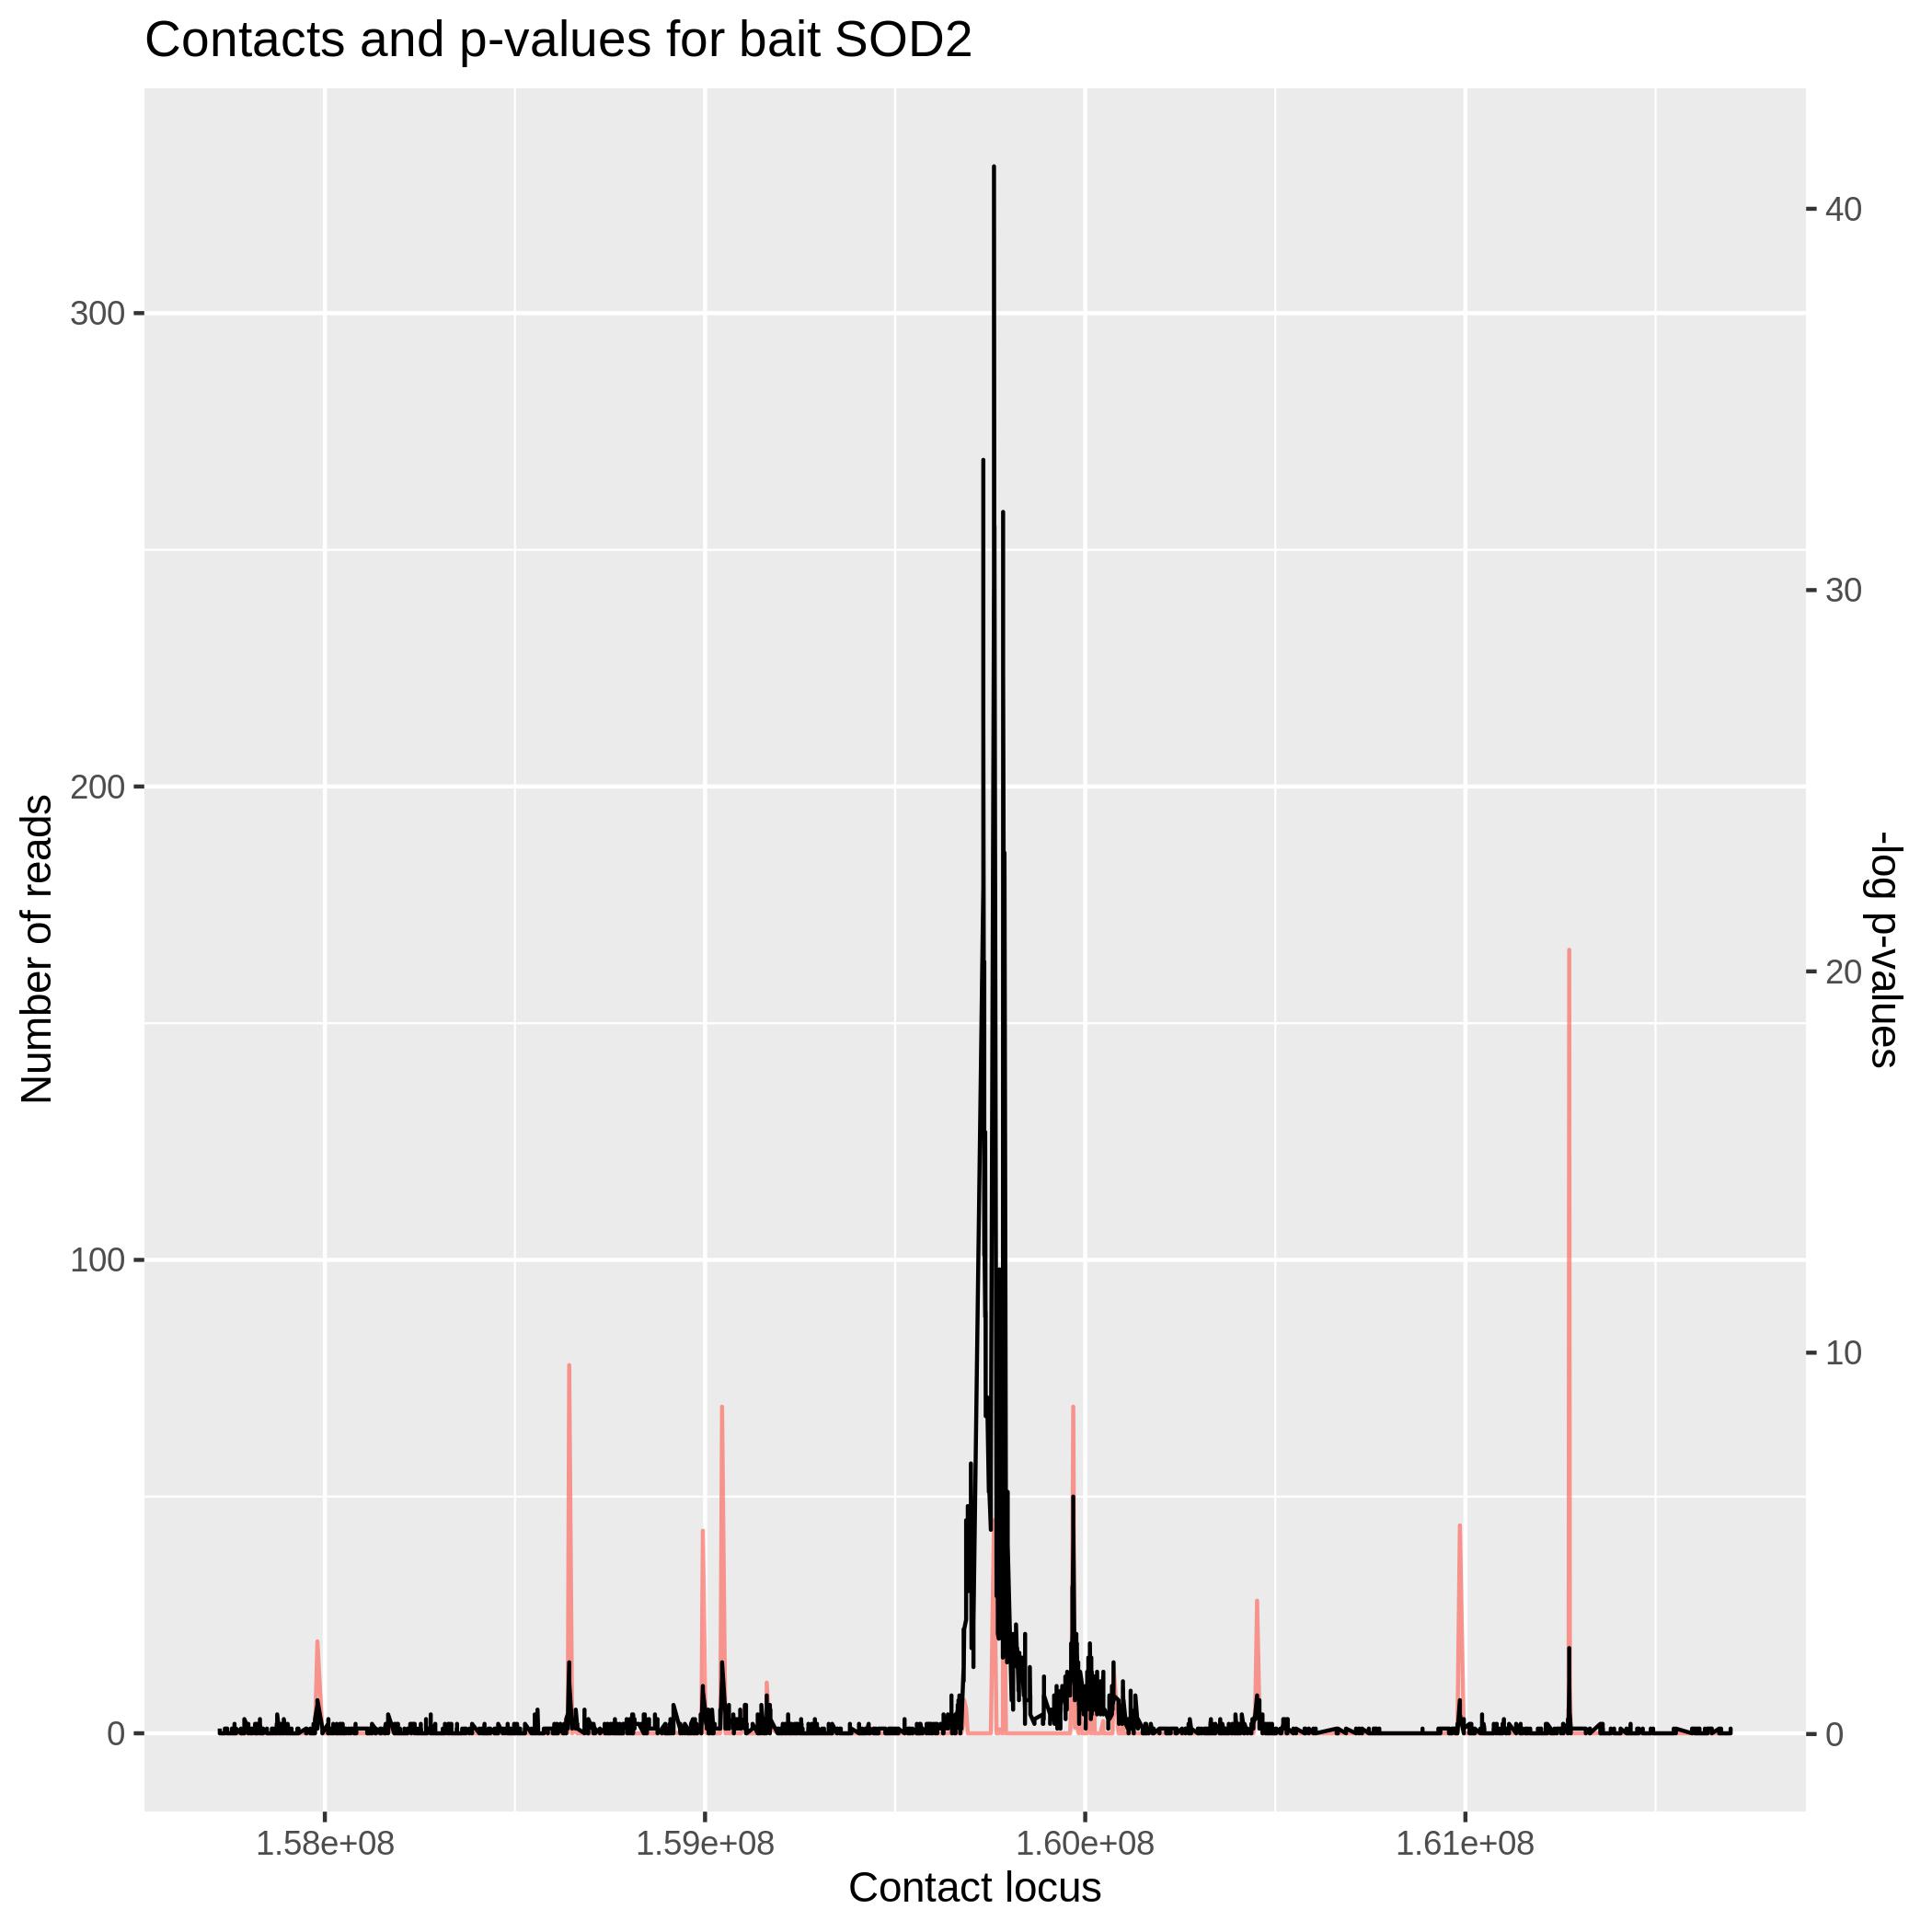 Contacts and p-values for bait SOD2
Number of reads
300
200
100
0
40
30
20
10
0
-log p-values
1.58e+08
1.59e+08
1.60e+08
1.61e+08
Contact locus